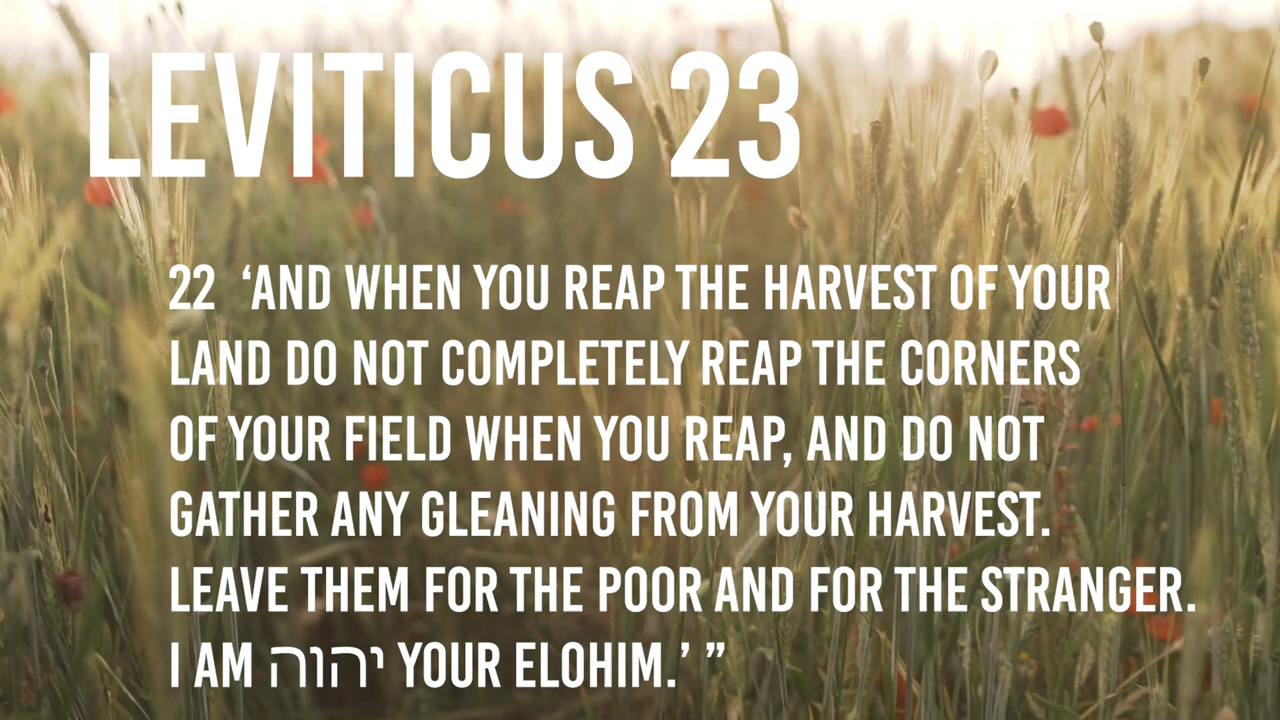 LEVITICUS 23
22 ‘AND WHEN YOU REAP THE HARVEST OF YOUR
LAND DO NOT COMPLETELY REAP THE CORNERS
OF YOUR FIELD WHEN YOU REAP, AND DO NOT
GATHER ANY GLEANING FROM YOUR HARVEST.
LEAVE THEM FOR THE POOR AND FOR THE STRANGER.
I AM יהוה YOUR ELOHIM.’ ”